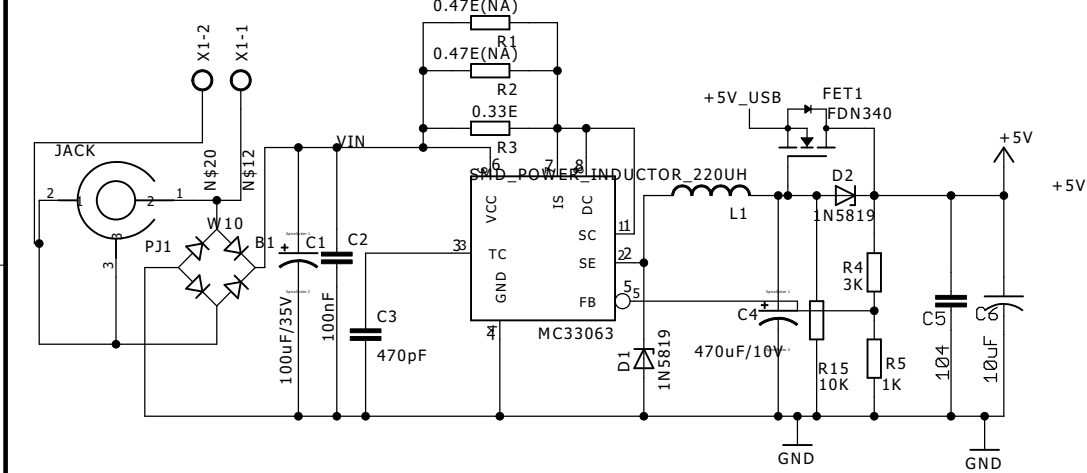 0.47E(NA)
R1
0.47E(NA)
R2
0.33E
R3
X1-2
X1-1
+5V_USB
FET1
FDN340
+5V
+5V
JACK
N$20
N$12
VIN
6
7
8
SMD_POWER_INDUCTOR_220UH
L1
D2
1N5819
2
1
2
1
3
3
PJ1
W10
B1
+
C1
C2
100uF/35V
100nF
C3
470pF
VCC
IS
DC
SC
TC
SE
GND
FB
MC33063
33
11
22
5
5
4
D1
1N5819
+
C4
470uF/10V
R15
10K
R4
3K
R5
1K
C5
104
C6
10uF
GND
GND